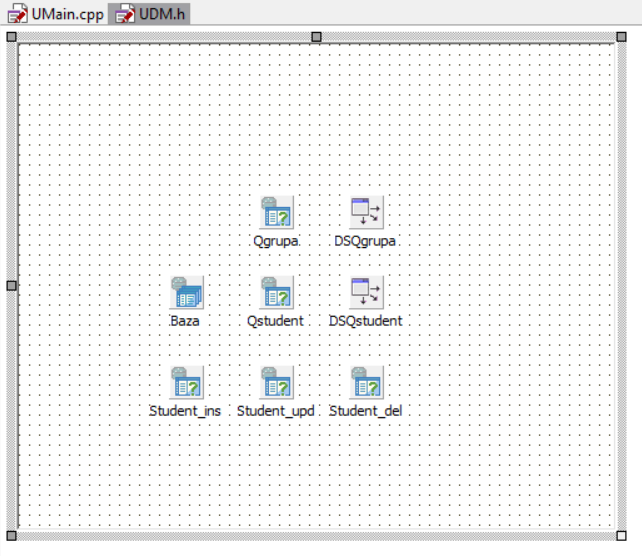 UMain.cpp UDM.h
Qgrupa DSQgrupa
Baza Qstudent DSQstudent
Student_ins Student_upd Student_del